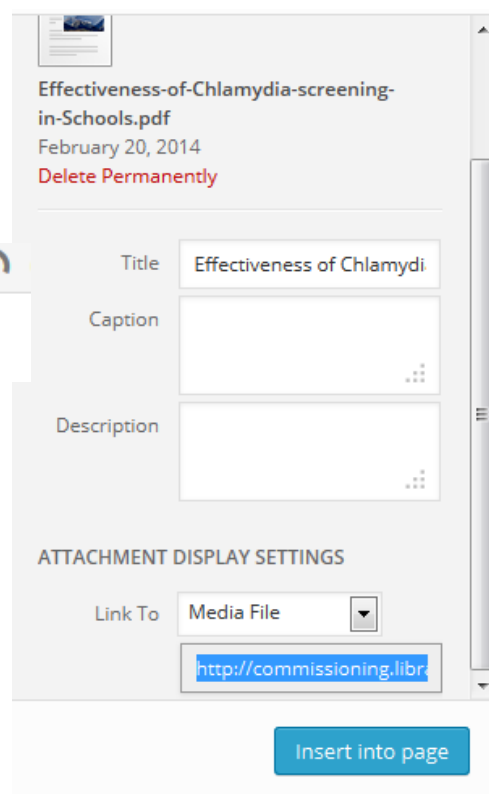 Effectiveness-of-Chlamydia-screening-
in-Schools.pdf
February 20, 2014
Delete Permanently
Title Effectiveness of Chlamydi
Caption
Description
ATTACHMENT DISPLAY SETTINGS
Link To Media File
http://commissioning.libra
Insert into page